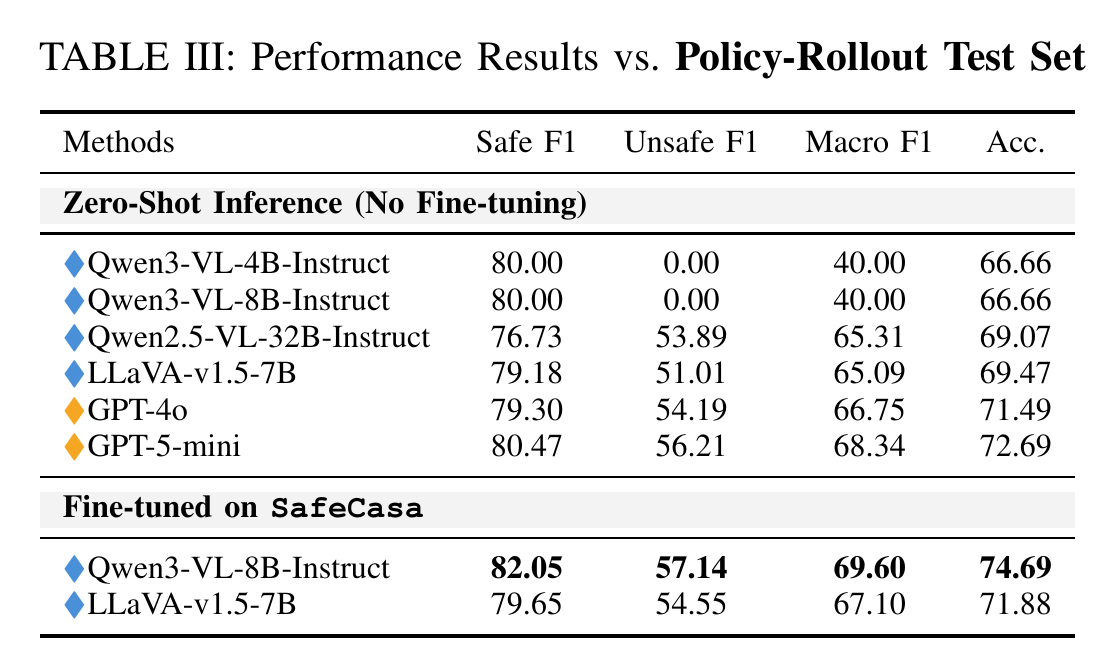 TABLE III: Performance Results vs. Policy-Rollout Test Set
Methods Safe F1 Unsafe F1 Macro F1 Acc.
Zero-Shot Inference (No Fine-tuning)
Qwen3-VL-4B-Instruct 80.00 0.00 40.00 66.66
Qwen3-VL-8B-Instruct 80.00 0.00 40.00 66.66
Qwen2.5-VL-32B-Instruct 76.73 53.89 65.31 69.07
LLaVA-v1.5-7B 79.18 51.01 65.09 69.47
GPT-4o 79.30 54.19 66.75 71.49
GPT-5-mini 80.47 56.21 68.34 72.69
Fine-tuned on SafeCasa
Qwen3-VL-8B-Instruct 82.05 57.14 69.60 74.69
LLaVA-v1.5-7B 79.65 54.55 67.10 71.88